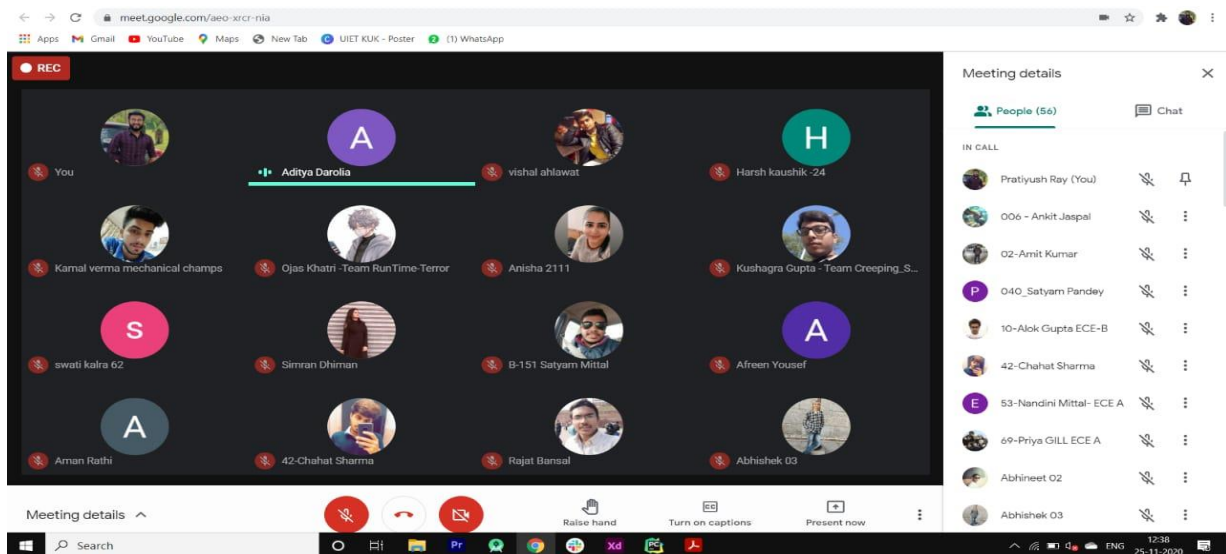 meet.google.com/aeo-xrcr-nia
Apps Gmail YouTube Maps New Tab UIET KUK - Poster (1) WhatsApp
REC
A
H
You
Aditya Darolia
vishal ahlawat
Harsh kaushik -24
Kamal verma mechanical champs
Ojas Khatri -Team RunTime-Terror
Anisha 2111
Kushagra Gupta - Team Creeping_S...
S
A
swati kalra 62
Simran Dhiman
B-151 Satyam Mittal
Afreen Yousef
A
Aman Rathi
42-Chahat Sharma
Rajat Bansal
Abhishek 03
Meeting details
People (56) Chat
IN CALL
Pratiyush Ray (You)
006 - Ankit Jaspal
02-Amit Kumar
P 040_Satyam Pandey
10-Alok Gupta ECE-B
42-Chahat Sharma
E 53-Nandini Mittal- ECE A
69-Priya GILL ECE A
Abhineet 02
Abhishek 03
Meeting details
Raise hand
CC
Turn on captions
Present now
Search
Pr
Xd
PC
ENG
12:38
25-11-2020